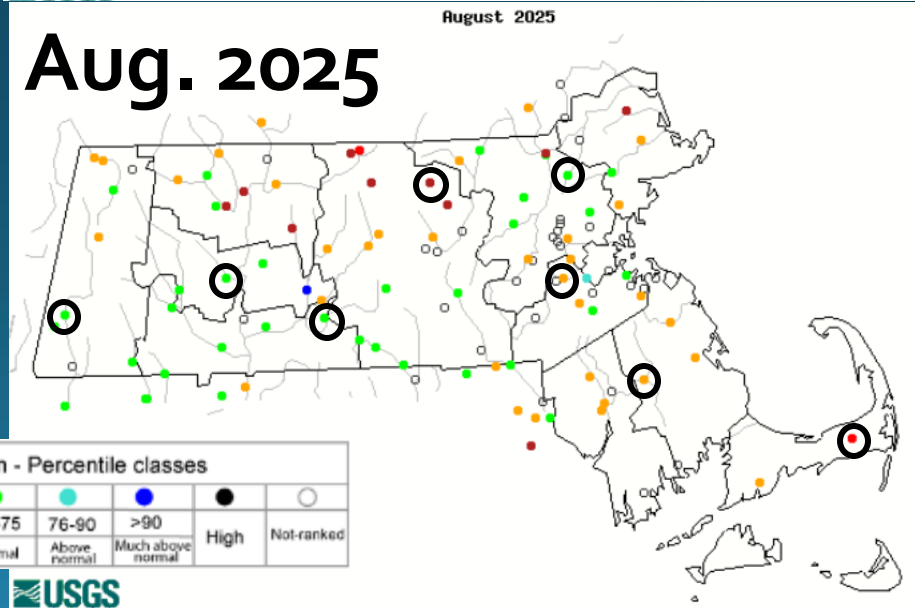 August 2025
Aug. 2025
- Percentile classes
76-90
>90
High
Not-ranked
Above normal
Much above normal
USGS